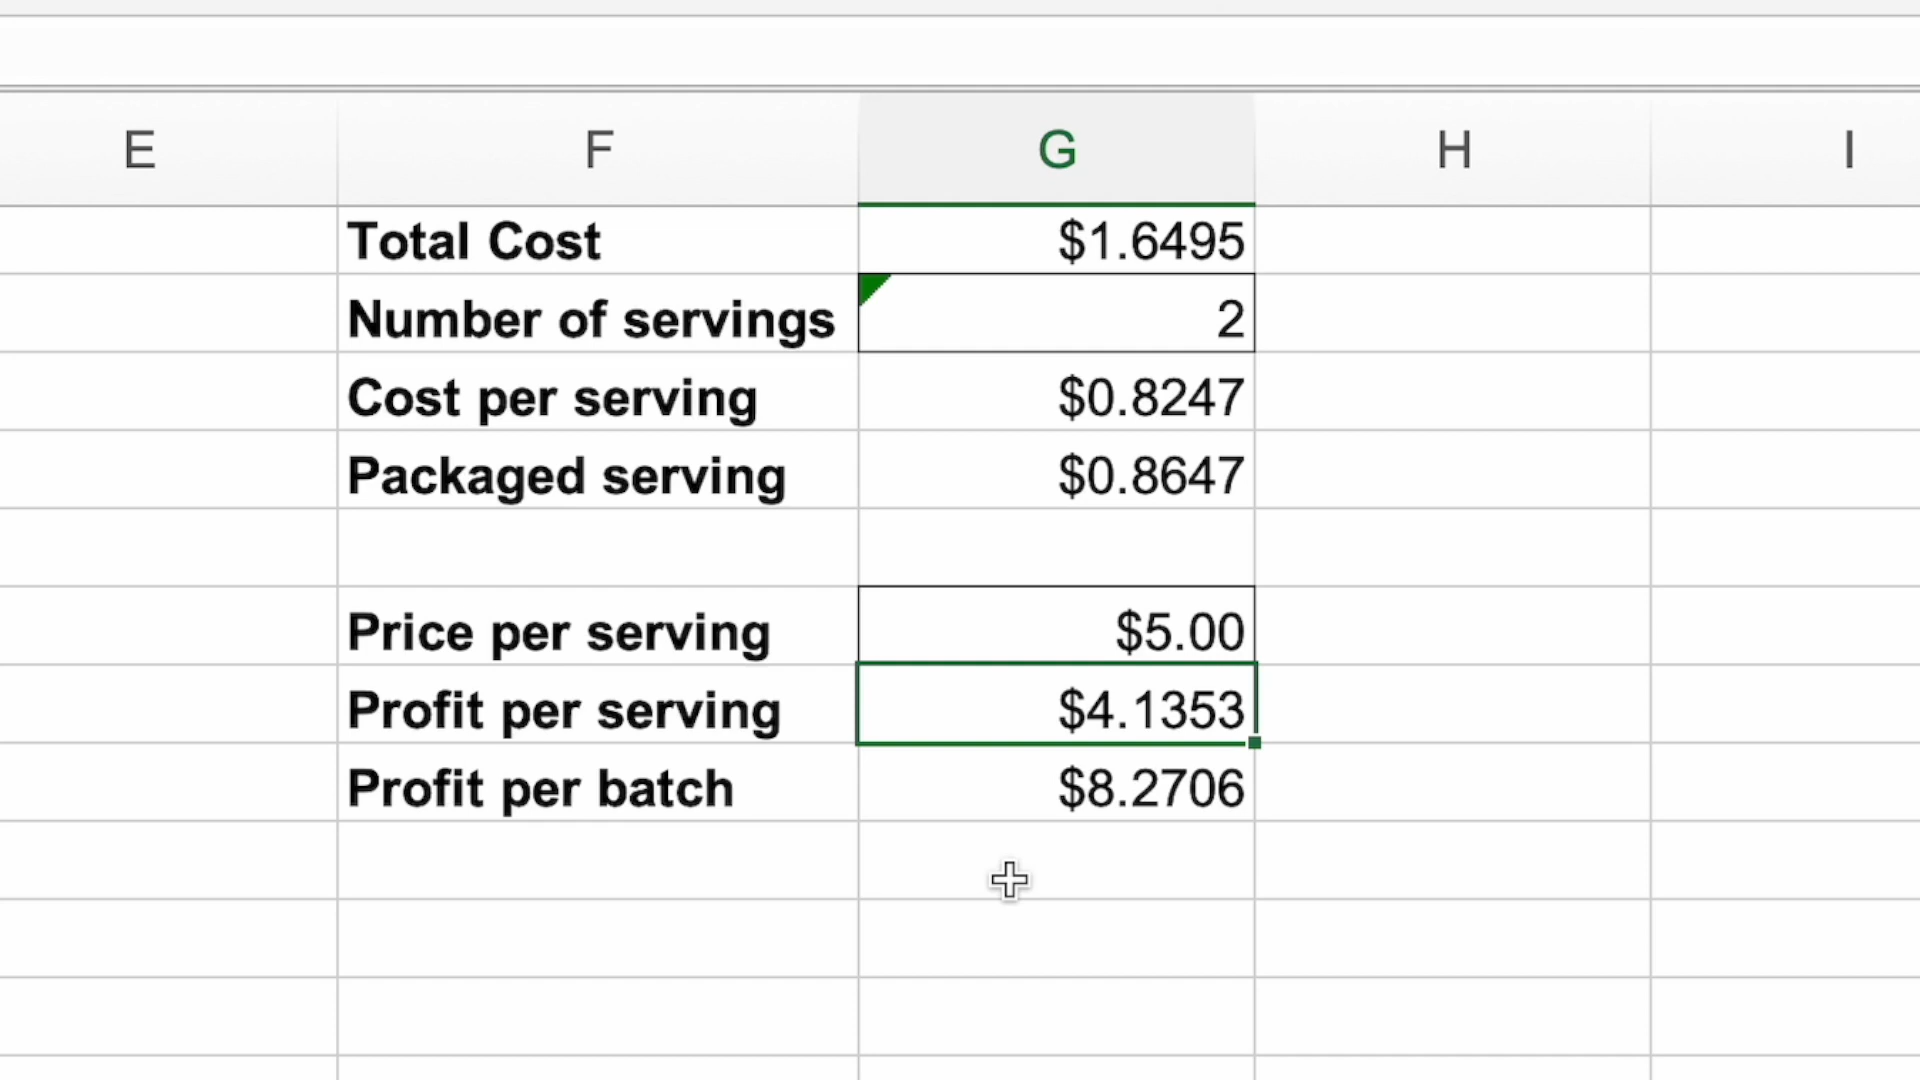 E F G H I
Total Cost $1.6495
Number of servings 2
Cost per serving $0.8247
Packaged serving $0.8647
Price per serving $5.00
Profit per serving $4.1353
Profit per batch $8.2706